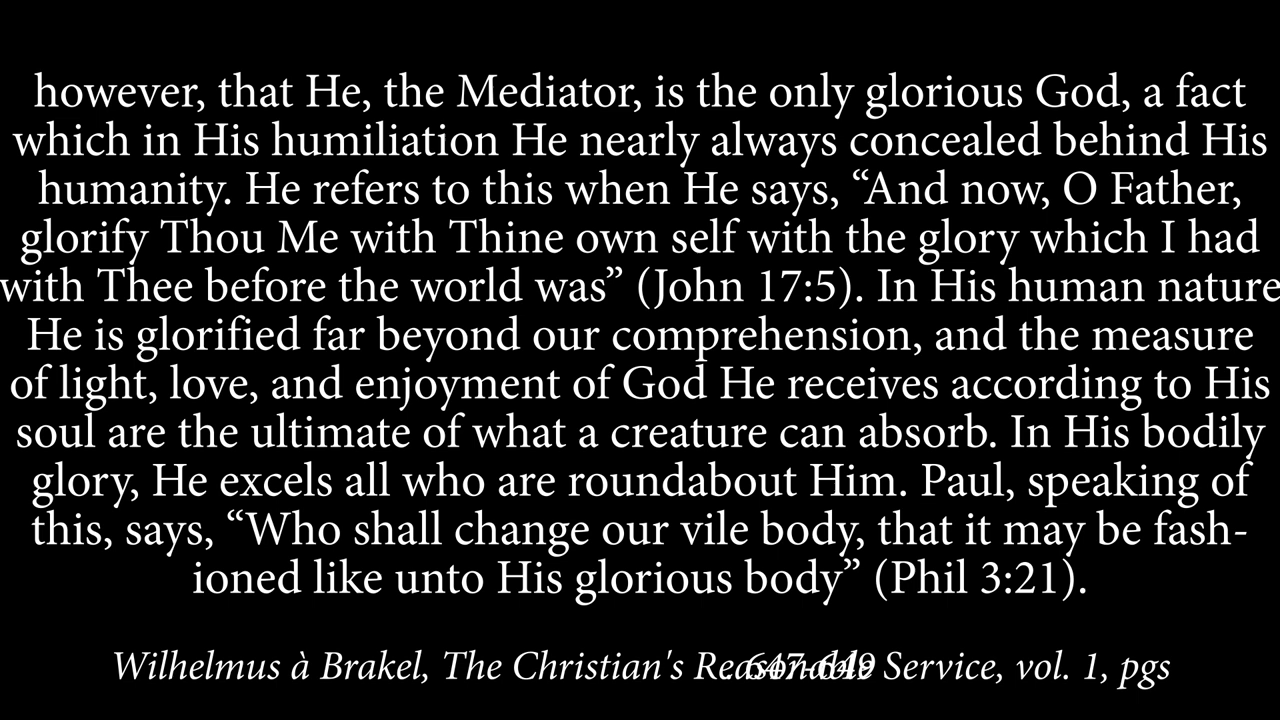 however, that He, the Mediator, is the only glorious God, a fact
which in His humiliation He nearly always concealed behind His
humanity. He refers to this when He says, “And now, O Father,
glorify Thou Me with Thine own self with the glory which I had
with Thee before the world was” (John 17:5). In His human nature
He is glorified far beyond our comprehension, and the measure
of light, love, and enjoyment of God He receives according to His
soul are the ultimate of what a creature can absorb. In His bodily
glory, He excels all who are roundabout Him. Paul, speaking of
this, says, “Who shall change our vile body, that it may be fash-
ioned like unto His glorious body” (Phil 3:21).
Wilhelmus à Brakel, The Christian's Reasonable Service, vol. 1, pgs
647-649